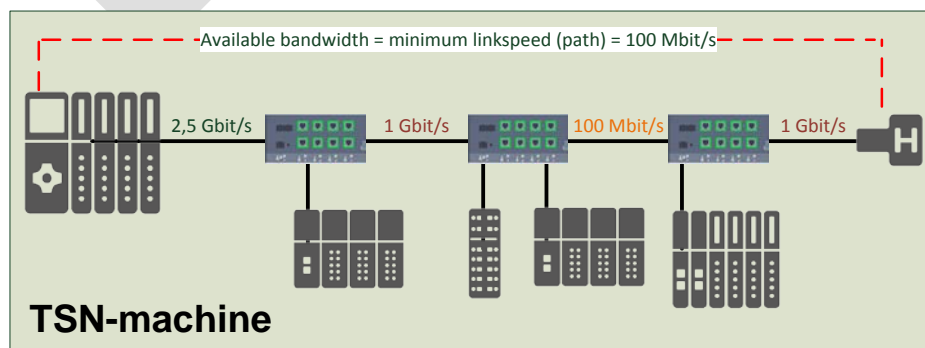 Available bandwidth = minimum linkspeed (path) = 100 Mbit/s
2,5 Gbit/s
1 Gbit/s
100 Mbit/s
1 Gbit/s
H
TSN-machine